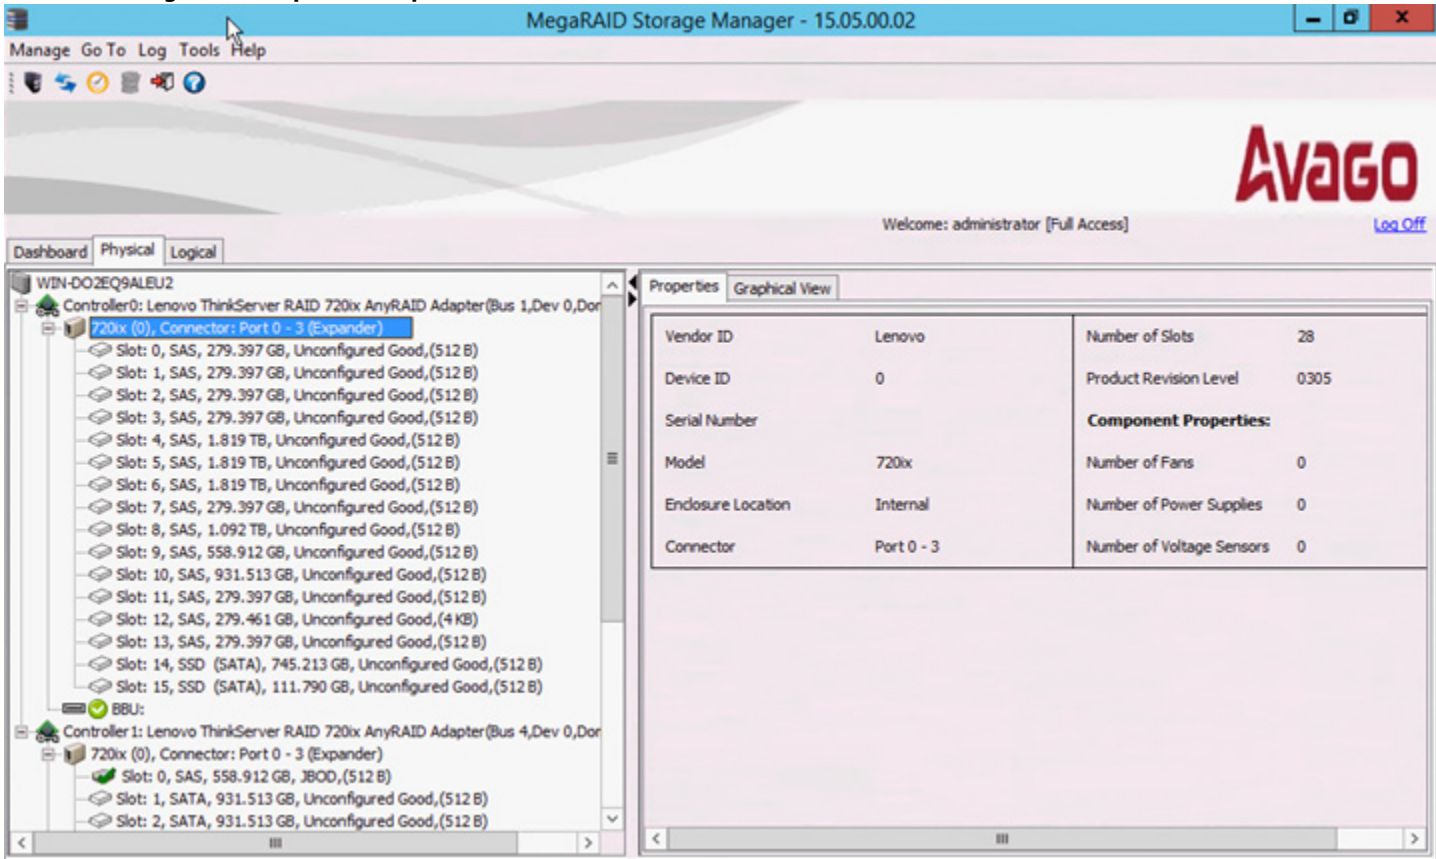 MegaRAID Storage Manager - 15.05.00.02
Manage Go To Log Tools Help
Avago
Welcome: administrator [Full Access]
Log Off
Dashboard Physical Logical
WIN-DO2EQ9ALEU2
Controller0: Lenovo ThinkServer RAID 720ix AnyRAID Adapter(Bus 1,Dev 0,Dor
720ix (0), Connector: Port 0 - 3 (Expander)
Slot: 0, SAS, 279.397 GB, Unconfigured Good,(512 B)
Slot: 1, SAS, 279.397 GB, Unconfigured Good,(512 B)
Slot: 2, SAS, 279.397 GB, Unconfigured Good,(512 B)
Slot: 3, SAS, 279.397 GB, Unconfigured Good,(512 B)
Slot: 4, SAS, 1.819 TB, Unconfigured Good,(512 B)
Slot: 5, SAS, 1.819 TB, Unconfigured Good,(512 B)
Slot: 6, SAS, 1.819 TB, Unconfigured Good,(512 B)
Slot: 7, SAS, 279.397 GB, Unconfigured Good,(512 B)
Slot: 8, SAS, 1.092 TB, Unconfigured Good,(512 B)
Slot: 9, SAS, 558.912 GB, Unconfigured Good,(512 B)
Slot: 10, SAS, 931.513 GB, Unconfigured Good,(512 B)
Slot: 11, SAS, 279.397 GB, Unconfigured Good,(512 B)
Slot: 12, SAS, 279.461 GB, Unconfigured Good,(4 KB)
Slot: 13, SAS, 279.397 GB, Unconfigured Good,(512 B)
Slot: 14, SSD (SATA), 745.213 GB, Unconfigured Good,(512 B)
Slot: 15, SSD (SATA), 111.790 GB, Unconfigured Good,(512 B)
BBU:
Controller1: Lenovo ThinkServer RAID 720ix AnyRAID Adapter(Bus 4,Dev 0,Dor
720ix (0), Connector: Port 0 - 3 (Expander)
Slot: 0, SAS, 558.912 GB, JBOD,(512 B)
Slot: 1, SATA, 931.513 GB, Unconfigured Good,(512 B)
Slot: 2, SATA, 931.513 GB, Unconfigured Good,(512 B)
Properties Graphical View
Vendor ID Lenovo Number of Slots 28
Device ID 0 Product Revision Level 0305
Serial Number Component Properties:
Model 720ix Number of Fans 0
Enclosure Location Internal Number of Power Supplies 0
Connector Port 0 - 3 Number of Voltage Sensors 0